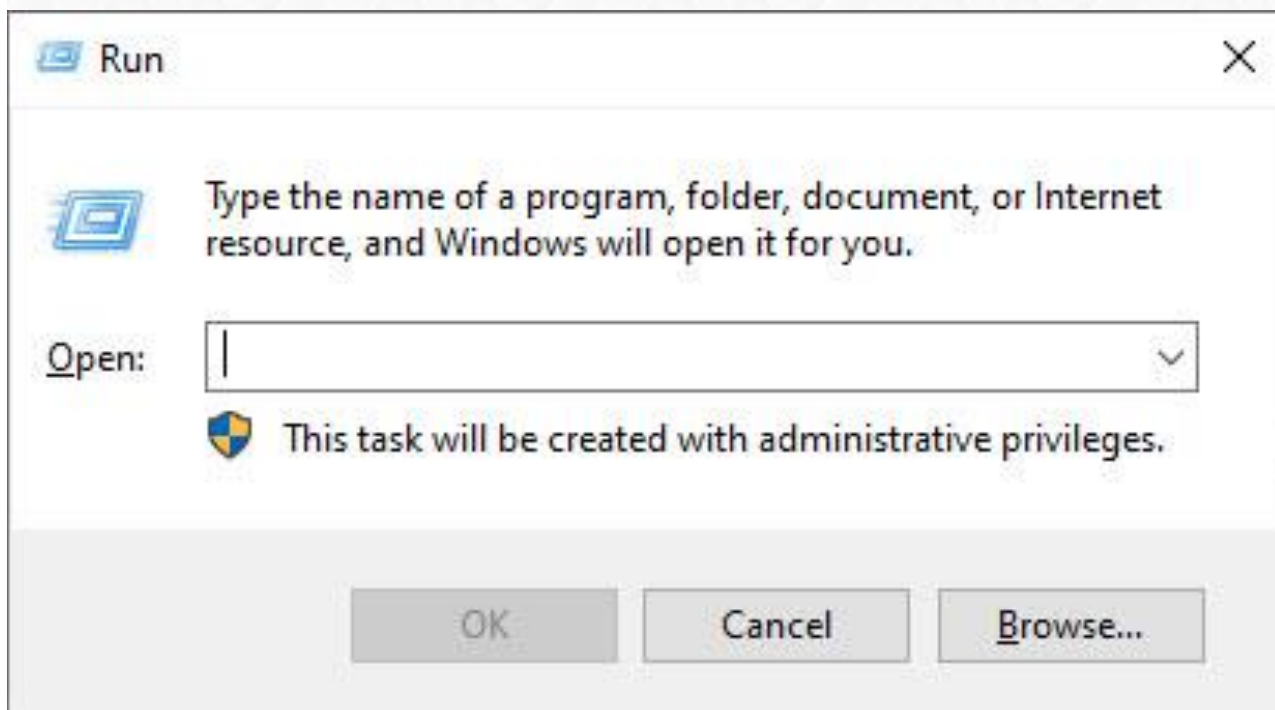 Run
Type the name of a program, folder, document, or Internet
resource, and Windows will open it for you.
Open:
This task will be created with administrative privileges.
OK Cancel Browse...